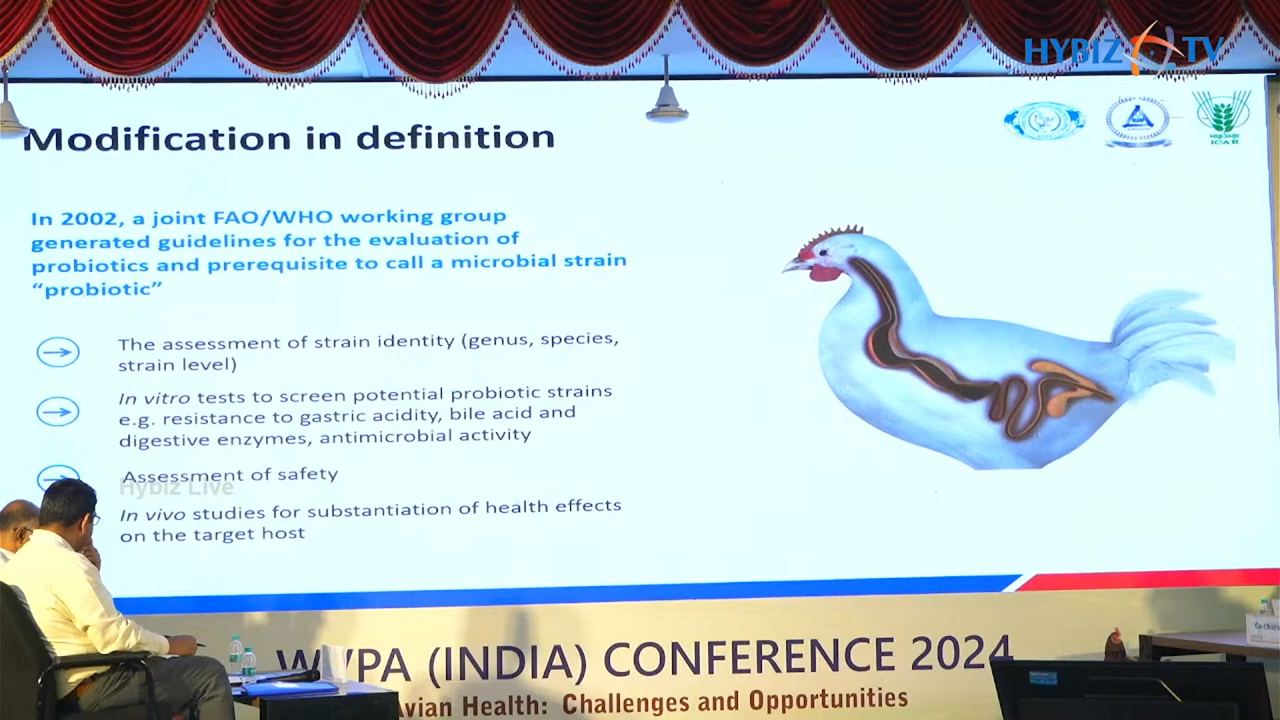 HYBIZ TV
Modification in definition
ICAR
In 2002, a joint FAO/WHO working group
generated guidelines for the evaluation of
probiotics and prerequisite to call a microbial strain
“probiotic”
The assessment of strain identity (genus, species,
strain level)
In vitro tests to screen potential probiotic strains
e.g. resistance to gastric acidity, bile acid and
digestive enzymes, antimicrobial activity
Assessment of safety
Hybiz Live
In vivo studies for substantiation of health effects
on the target host
PA (INDIA) CONFERENCE 2024
vian Health: Challenges and Opportunities